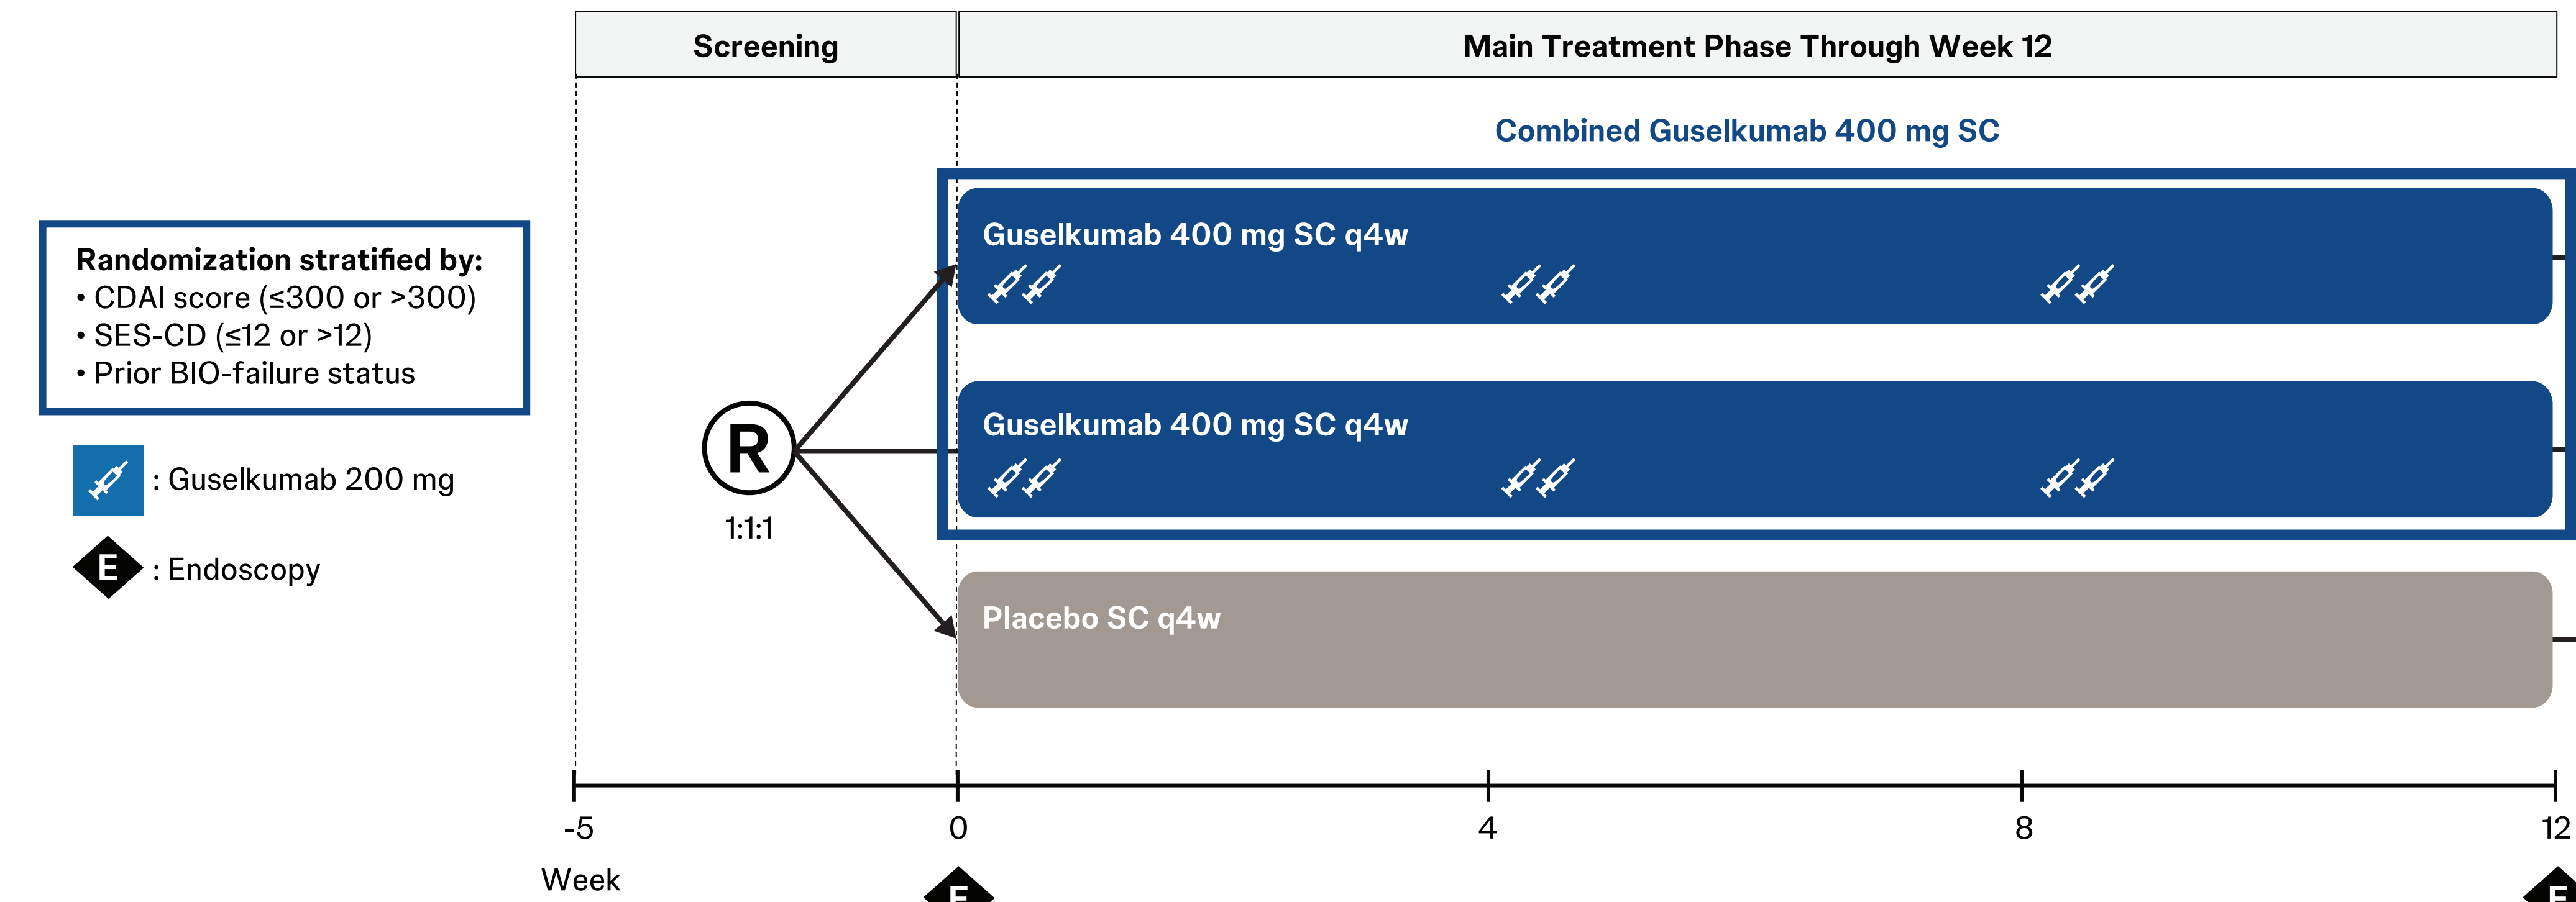 Screening
Main Treatment Phase Through Week 12
Combined Guselkumab 400 mg SC
Randomization stratified by:
• CDAI score (≤300 or >300)
• SES-CD (≤12 or >12)
• Prior BIO-failure status
: Guselkumab 200 mg
E : Endoscopy
R
1:1:1
Guselkumab 400 mg SC q4w
Guselkumab 400 mg SC q4w
Placebo SC q4w
-5 0 4 8 12
Week
E E